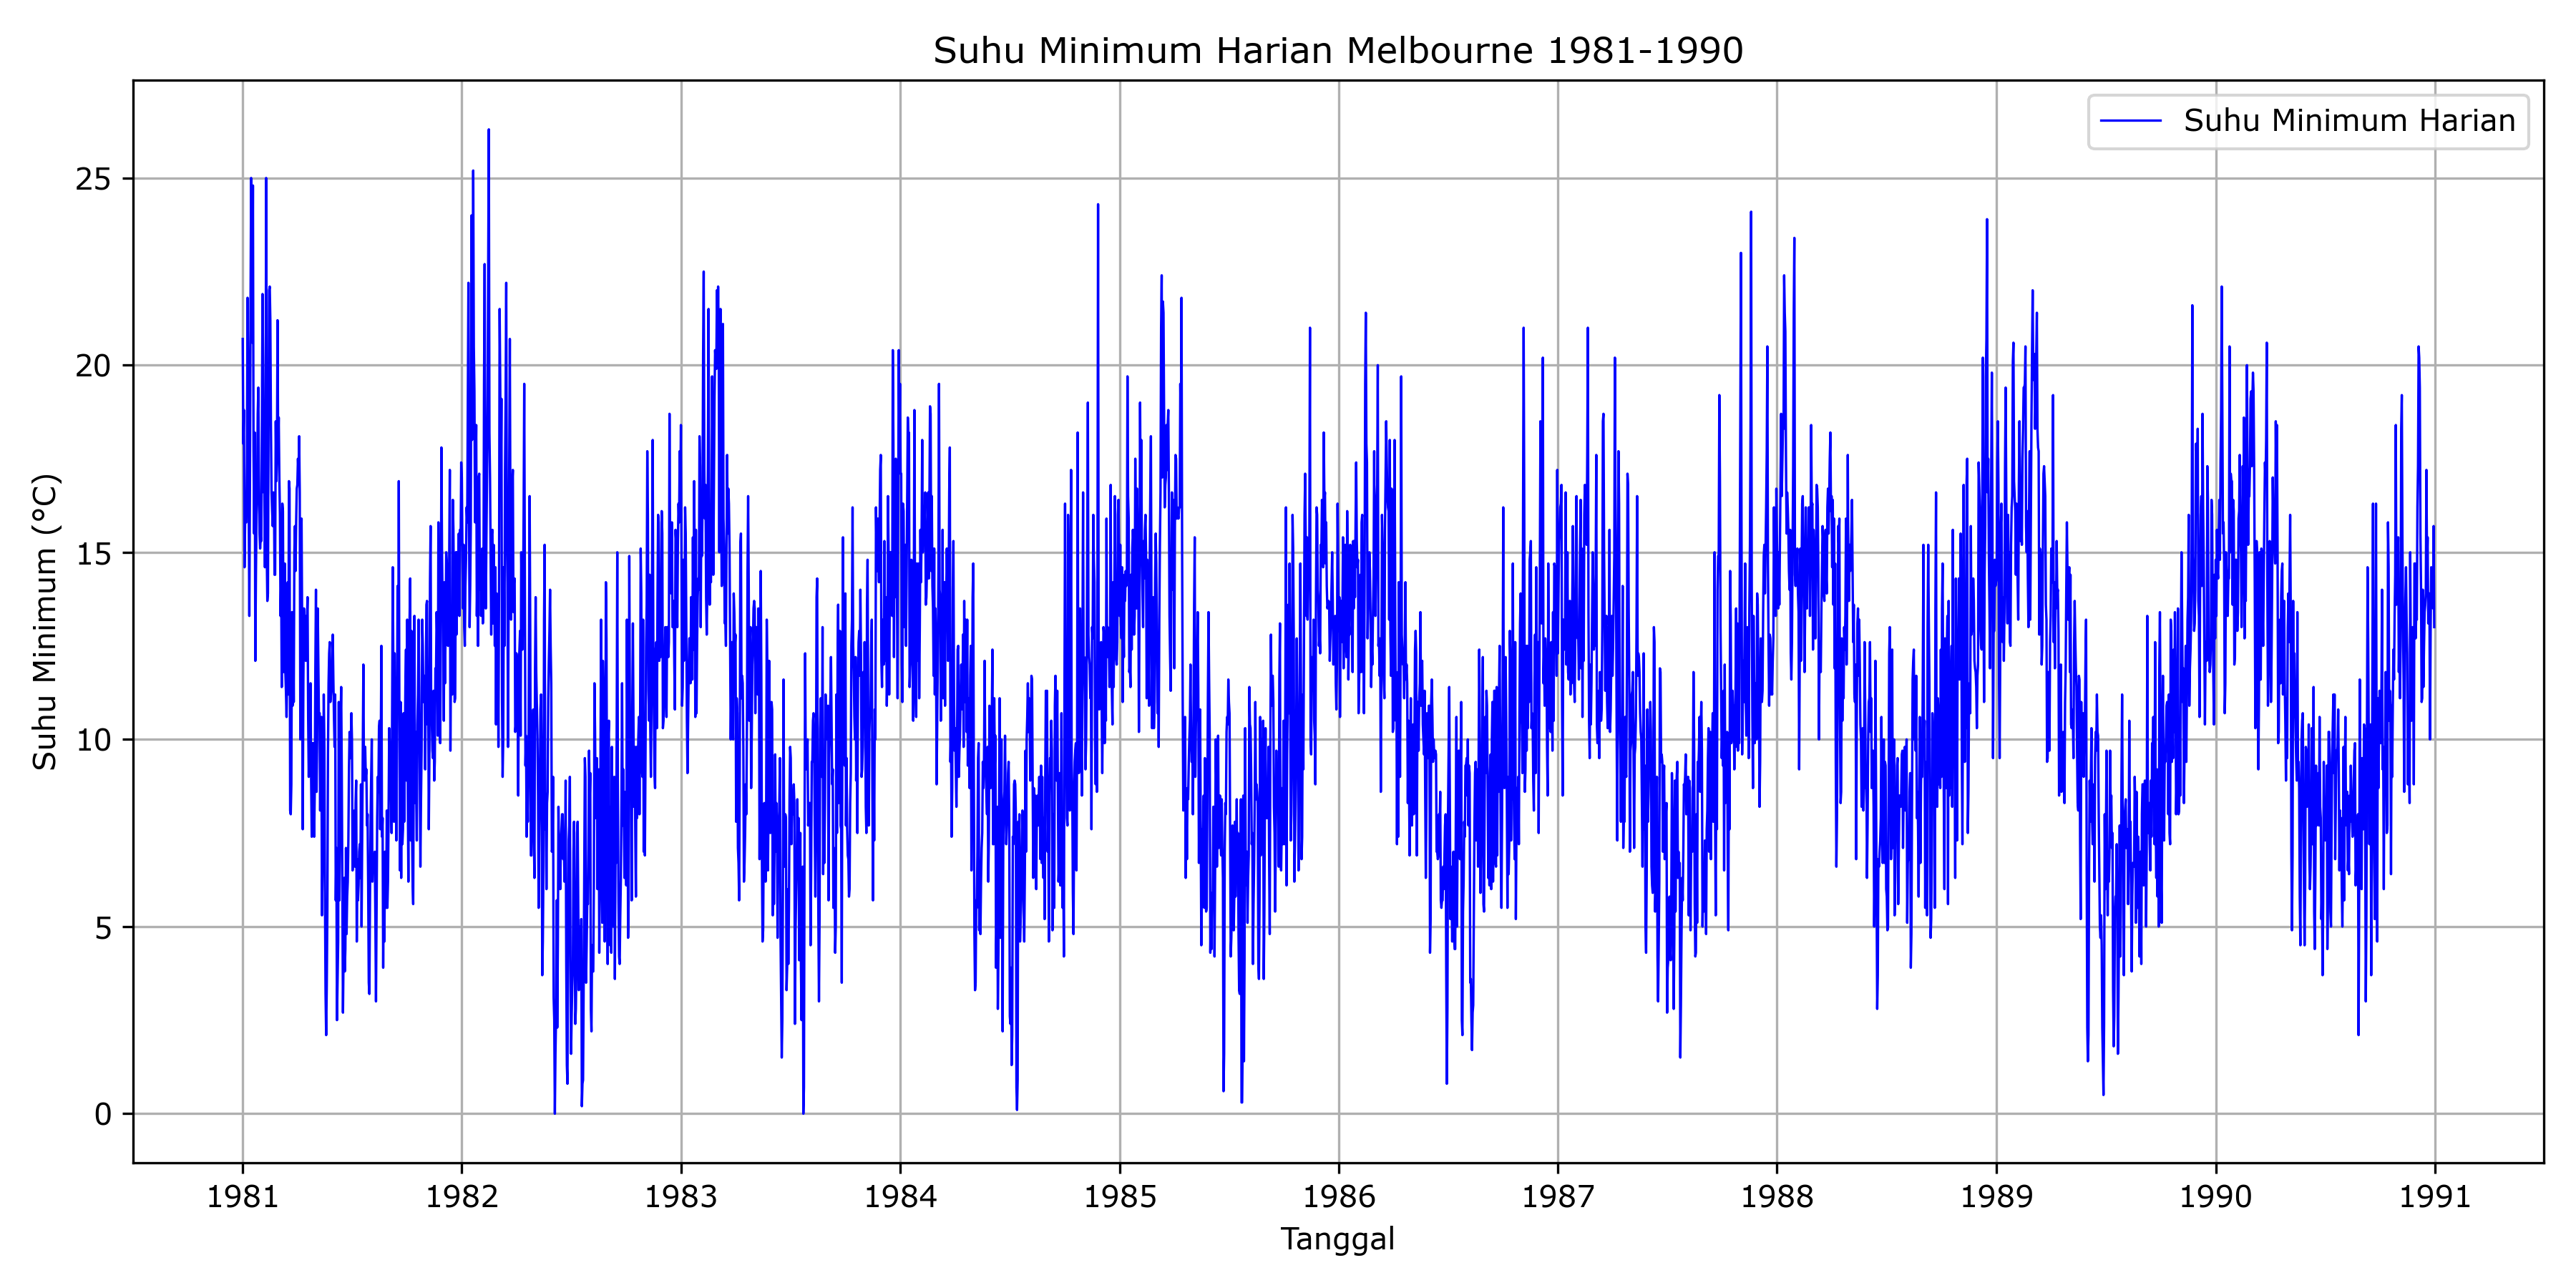 Suhu Minimum Harian Melbourne 1981-1990
Suhu Minimum Harian
Suhu Minimum (°C)
25
20
15
10
5
0
1981 1982 1983 1984 1985 1986 1987 1988 1989 1990 1991
Tanggal